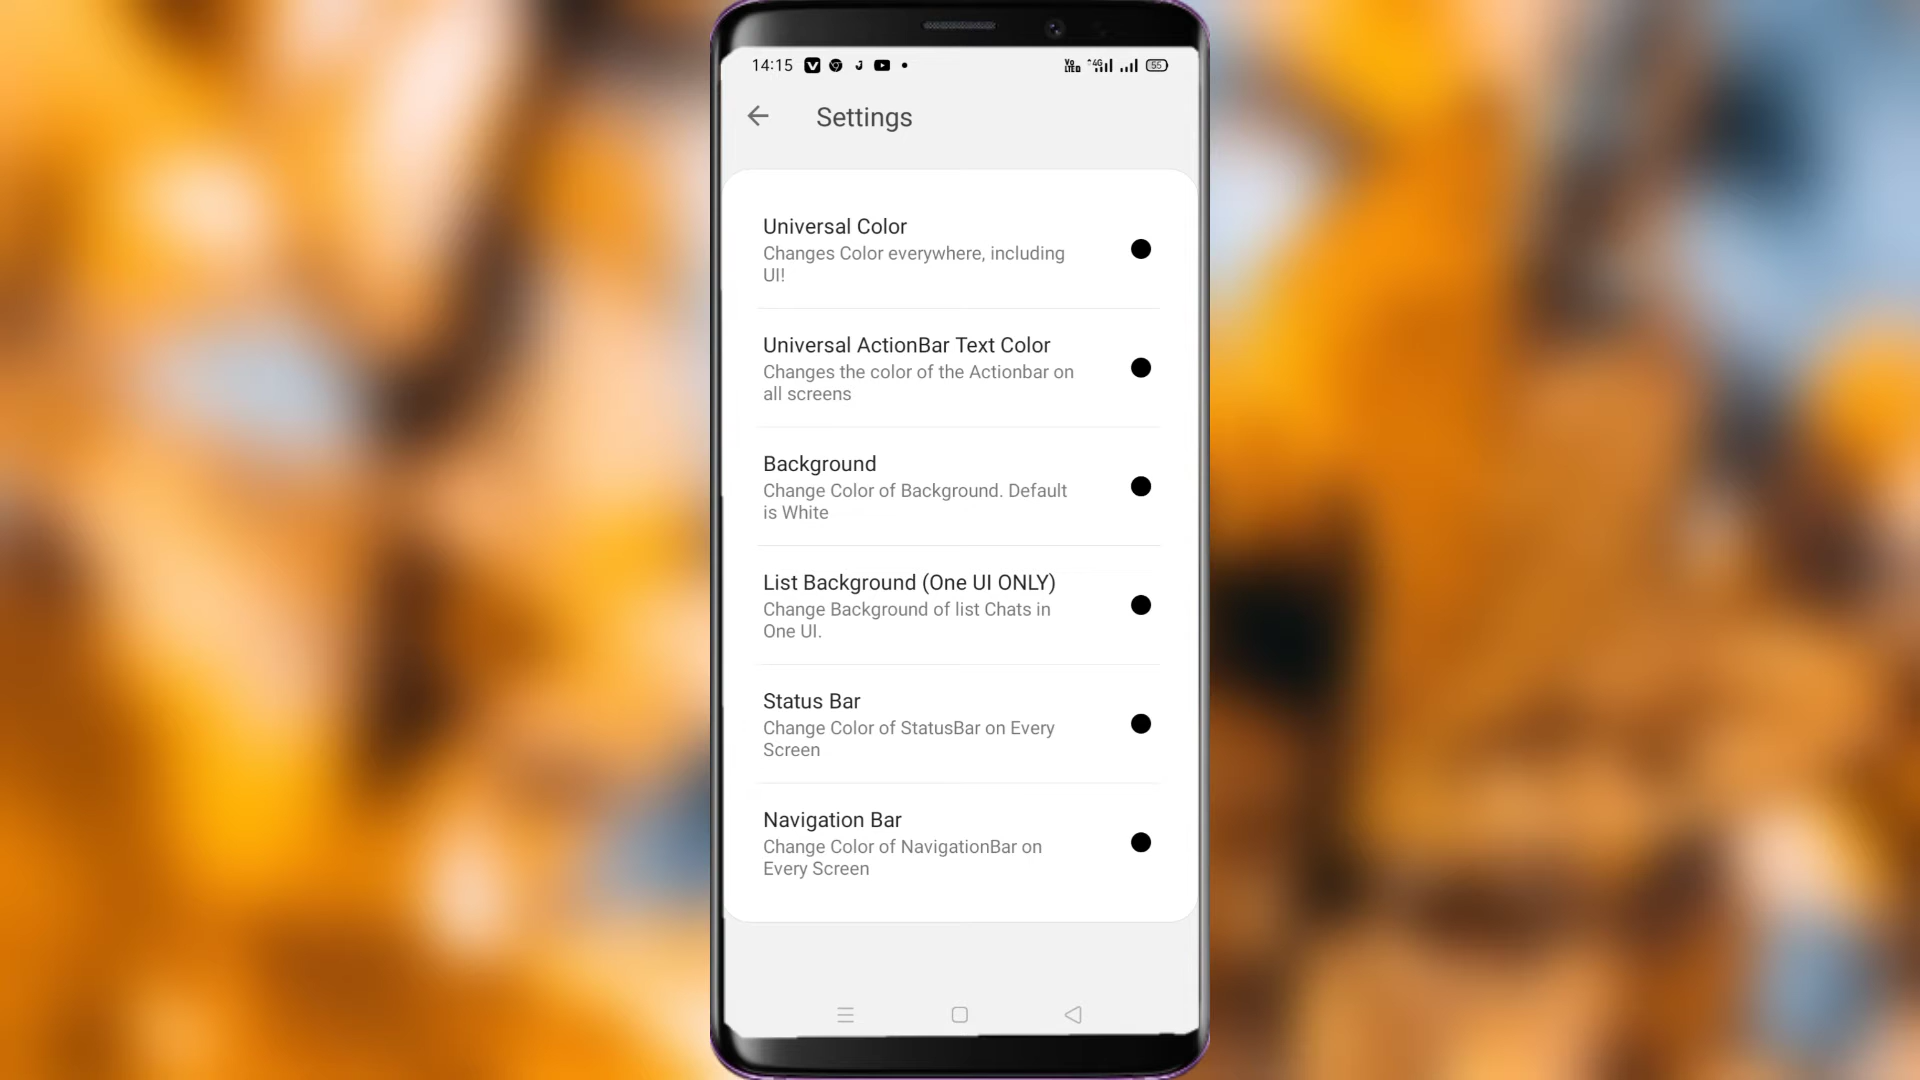 14:15
VoLTE 4G 55
Settings
Universal Color
Changes Color everywhere, including
UI!
Universal ActionBar Text Color
Changes the color of the Actionbar on
all screens
Background
Change Color of Background. Default
is White
List Background (One UI ONLY)
Change Background of list Chats in
One UI.
Status Bar
Change Color of StatusBar on Every
Screen
Navigation Bar
Change Color of NavigationBar on
Every Screen